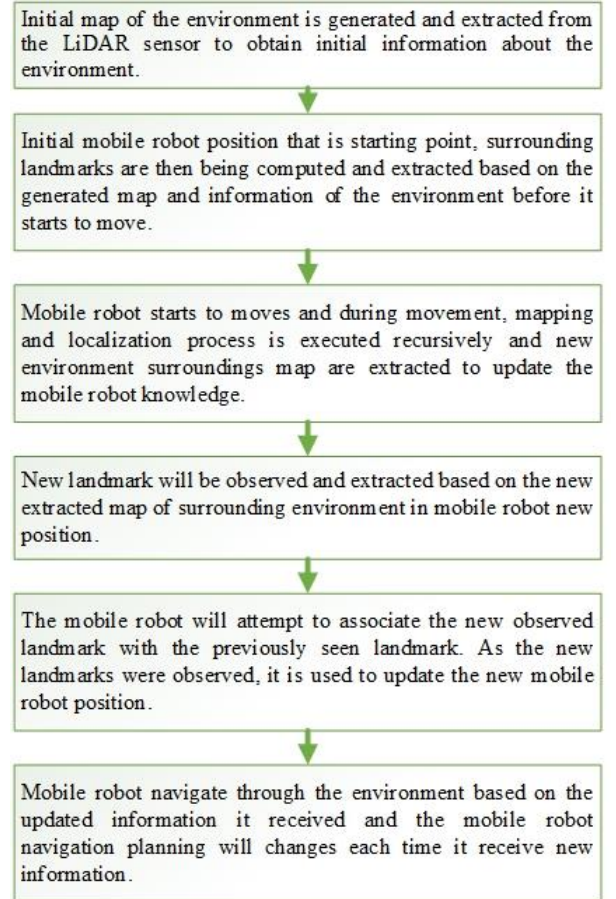 Initial map of the environment is generated and extracted from
the LiDAR sensor to obtain initial information about the
environment.
Initial mobile robot position that is starting point, surrounding
landmarks are then being computed and extracted based on the
generated map and information of the environment before it
starts to move.
Mobile robot starts to moves and during movement, mapping
and localization process is executed recursively and new
environment surroundings map are extracted to update the
mobile robot knowledge.
New landmark will be observed and extracted based on the new
extracted map of surrounding environment in mobile robot new
position.
The mobile robot will attempt to associate the new observed
landmark with the previously seen landmark. As the new
landmarks were observed, it is used to update the new mobile
robot position.
Mobile robot navigate through the environment based on the
updated information it received and the mobile robot
navigation planning will changes each time it receive new
information.